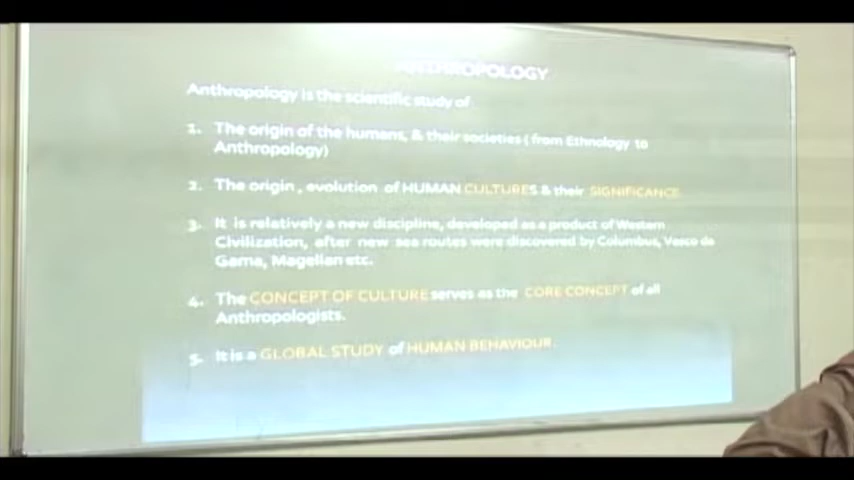 ANTHROPOLOGY
Anthropology is the scientific study of
1. The origin of the humans, & their societies ( from Ethnology to
Anthropology)
2. The origin , evolution of HUMAN CULTURES & their SIGNIFICANCE
3. It is relatively a new discipline, developed as a product of Western
Civilization, after new sea routes were discovered by Columbus, Vasco da
Gama, Magellan etc.
4. The CONCEPT OF CULTURE serves as the CORE CONCEPT of all
Anthropologists.
5. It is a GLOBAL STUDY of HUMAN BEHAVIOUR.